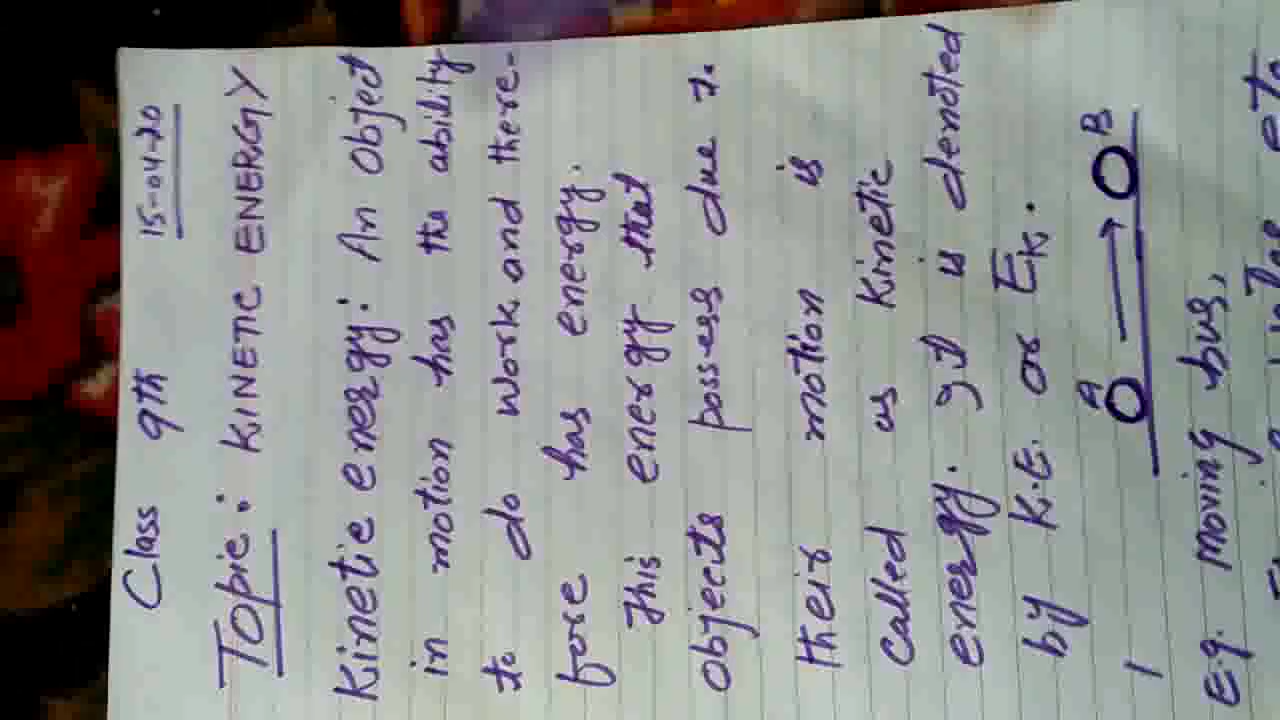 Class 9th 15-04-20
Topic: KINETIC ENERGY
Kinetic energy: An Object
in motion has the ability
to do work and there-
fore has energy.
This energy that
objects possess due to
their motion is
called as Kinetic
energy. It is denoted
by K.E. or EK.
A B
E.g. moving bus,